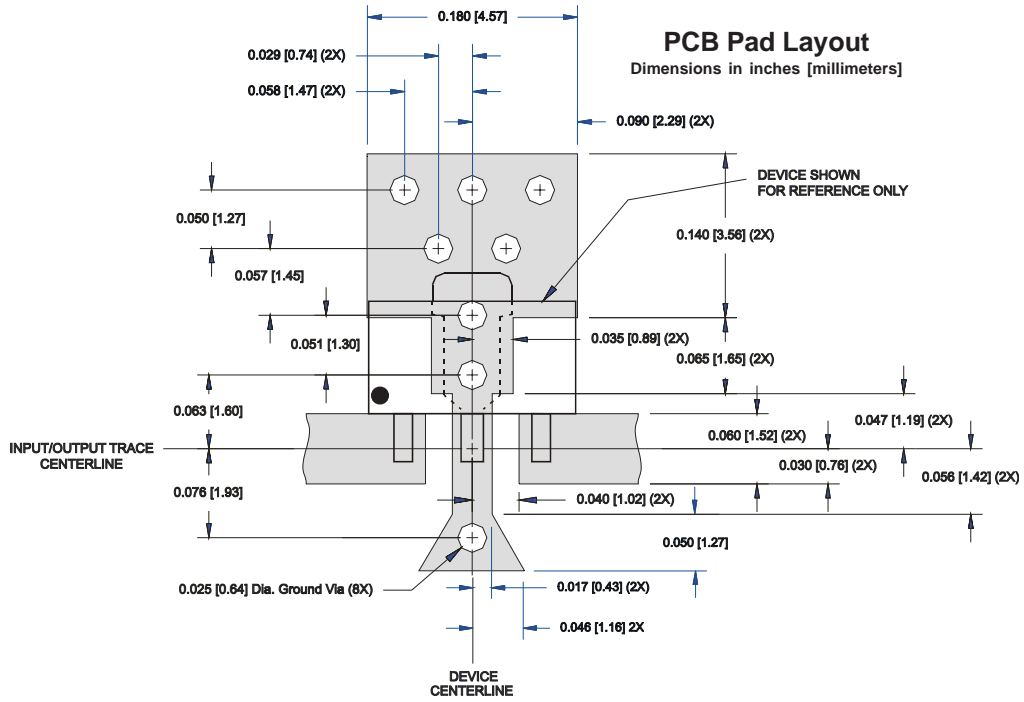 0.180 [4.57]
PCB Pad Layout
Dimensions in inches [millimeters]
0.029 [0.74] (2X)
0.058 [1.47] (2X)
0.090 [2.29] (2X)
DEVICE SHOWN
FOR REFERENCE ONLY
0.050 [1.27]
0.140 [3.56] (2X)
0.057 [1.45]
0.051 [1.30]
0.035 [0.89] (2X)
0.065 [1.65] (2X)
0.063 [1.60]
0.047 [1.19] (2X)
0.060 [1.52] (2X)
INPUT/OUTPUT TRACE
CENTERLINE
0.030 [0.76] (2X)
0.056 [1.42] (2X)
0.076 [1.93]
0.040 [1.02] (2X)
0.050 [1.27]
0.025 [0.64] Dia. Ground Via (8X)
0.017 [0.43] (2X)
0.046 [1.16] 2X
DEVICE
CENTERLINE